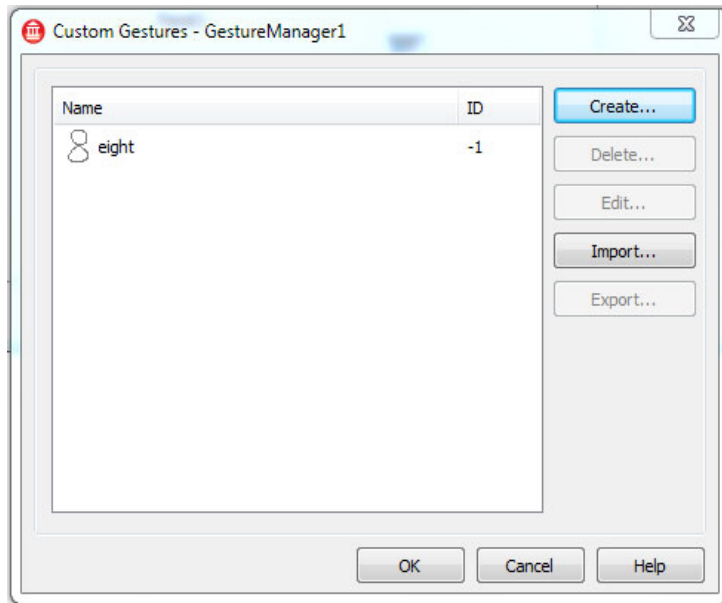 Custom Gestures - GestureManager1
Name ID
eight -1
Create...
Delete...
Edit...
Import...
Export...
OK Cancel Help